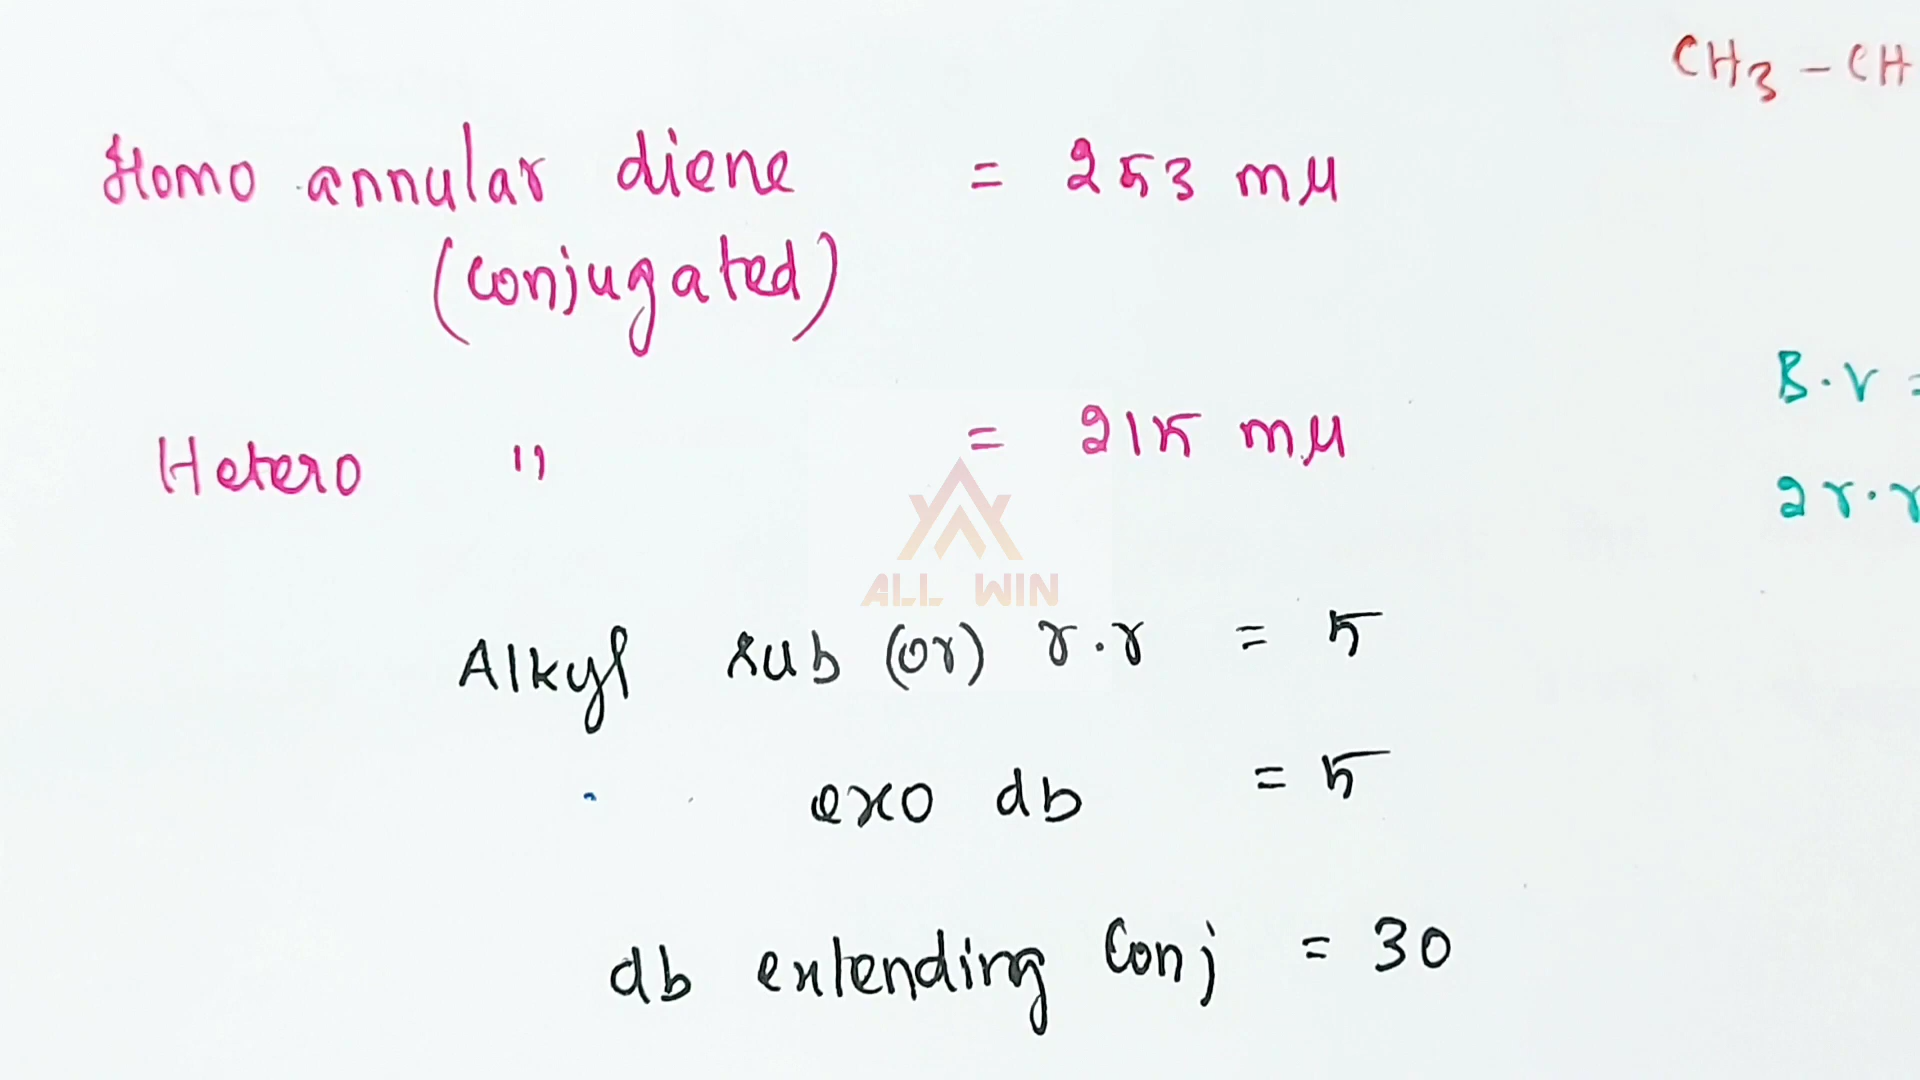 CH3 - CH
Homo annular diene = 253 mμ
(conjugated)
B.V =
Hetero " = 215 mμ
2 r.r
ALL WIN
Alkyl sub (or) r.r = 5
exo db = 5
db extending Conj = 30